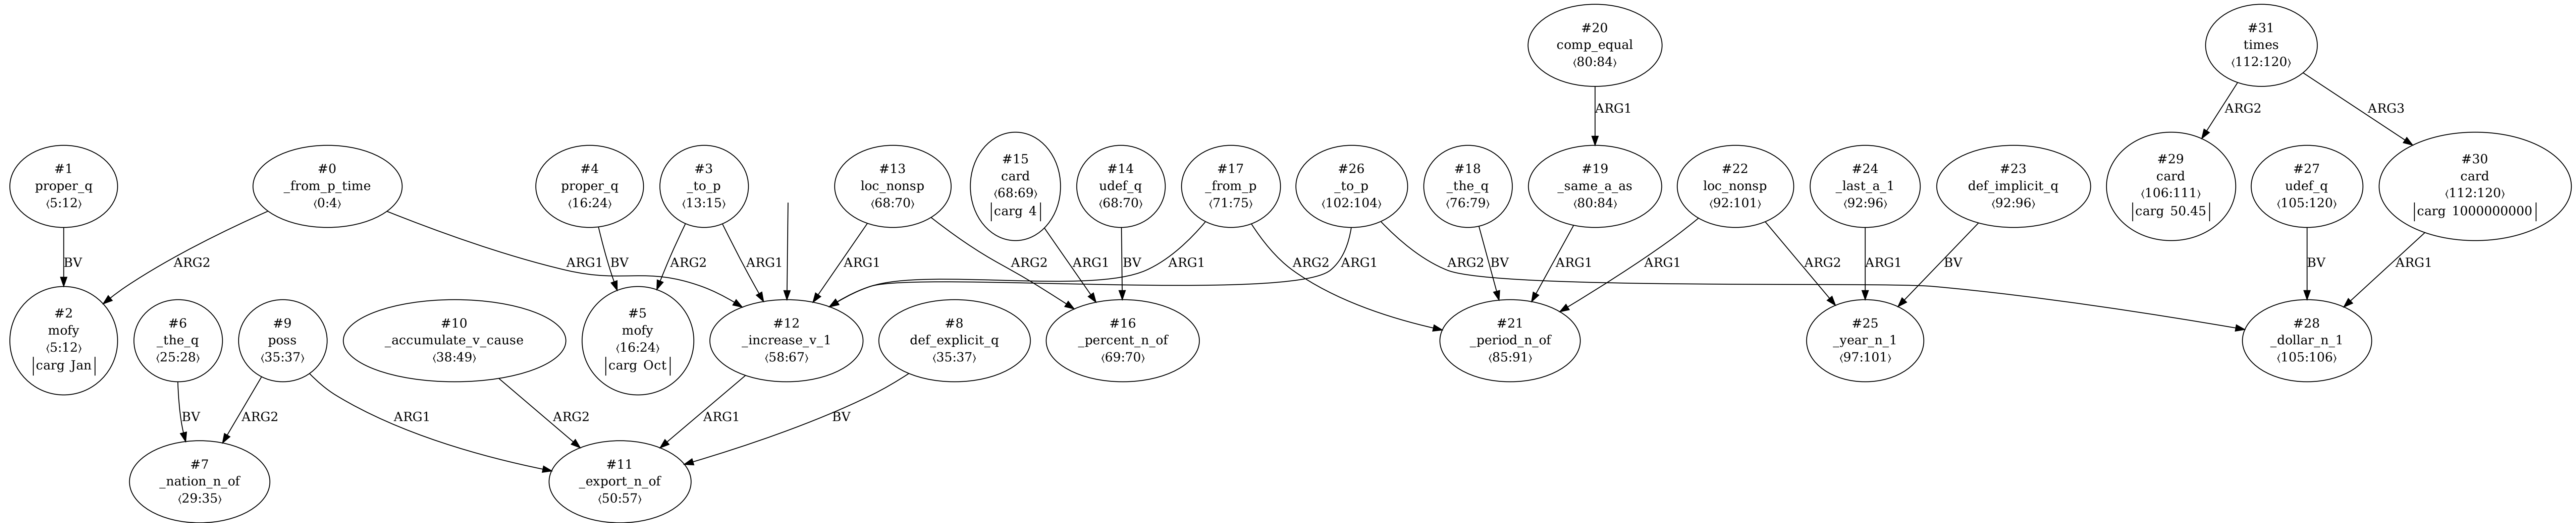 #20
comp_equal
⟨80:84⟩
#31
times
⟨112:120⟩
ARG1
ARG2
ARG3
#1
proper_q
⟨5:12⟩
#0
_from_p_time
⟨0:4⟩
#4
proper_q
⟨16:24⟩
#3
_to_p
⟨13:15⟩
#13
loc_nonsp
⟨68:70⟩
#15
card
⟨68:69⟩
|carg 4|
#14
udef_q
⟨68:70⟩
#17
_from_p
⟨71:75⟩
#26
_to_p
⟨102:104⟩
#18
_the_q
⟨76:79⟩
#19
_same_a_as
⟨80:84⟩
#22
loc_nonsp
⟨92:101⟩
#24
_last_a_1
⟨92:96⟩
#23
def_implicit_q
⟨92:96⟩
#29
card
⟨106:111⟩
|carg 50.45|
#27
udef_q
⟨105:120⟩
#30
card
⟨112:120⟩
|carg 1000000000|
BV
ARG2
ARG1
BV
ARG2
ARG1
ARG1
ARG2
ARG1
BV
ARG1
ARG2
ARG1
ARG2
BV
ARG1
ARG1
ARG2
ARG1
BV
BV
ARG1
#2
mofy
⟨5:12⟩
|carg Jan|
#6
_the_q
⟨25:28⟩
#9
poss
⟨35:37⟩
#10
_accumulate_v_cause
⟨38:49⟩
#5
mofy
⟨16:24⟩
|carg Oct|
#12
_increase_v_1
⟨58:67⟩
#8
def_explicit_q
⟨35:37⟩
#16
_percent_n_of
⟨69:70⟩
#21
_period_n_of
⟨85:91⟩
#25
_year_n_1
⟨97:101⟩
#28
_dollar_n_1
⟨105:106⟩
BV
ARG2
ARG1
ARG2
ARG1
BV
#7
_nation_n_of
⟨29:35⟩
#11
_export_n_of
⟨50:57⟩